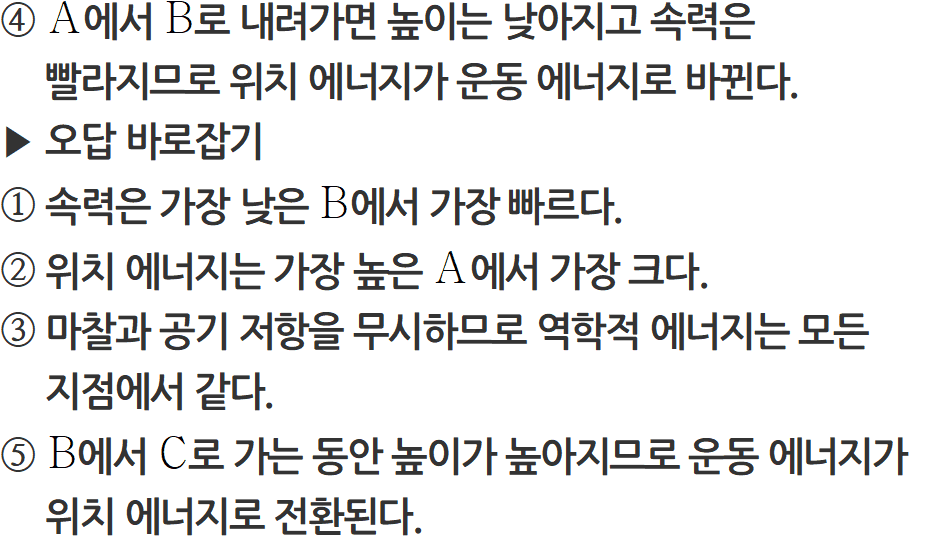 ④ A에서 B로 내려가면 높이는 낮아지고 속력은
빨라지므로 위치 에너지가 운동 에너지로 바뀐다.
▶ 오답 바로잡기
① 속력은 가장 낮은 B에서 가장 빠르다.
② 위치 에너지는 가장 높은 A에서 가장 크다.
③ 마찰과 공기 저항을 무시하므로 역학적 에너지는 모든
지점에서 같다.
⑤ B에서 C로 가는 동안 높이가 높아지므로 운동 에너지가
위치 에너지로 전환된다.